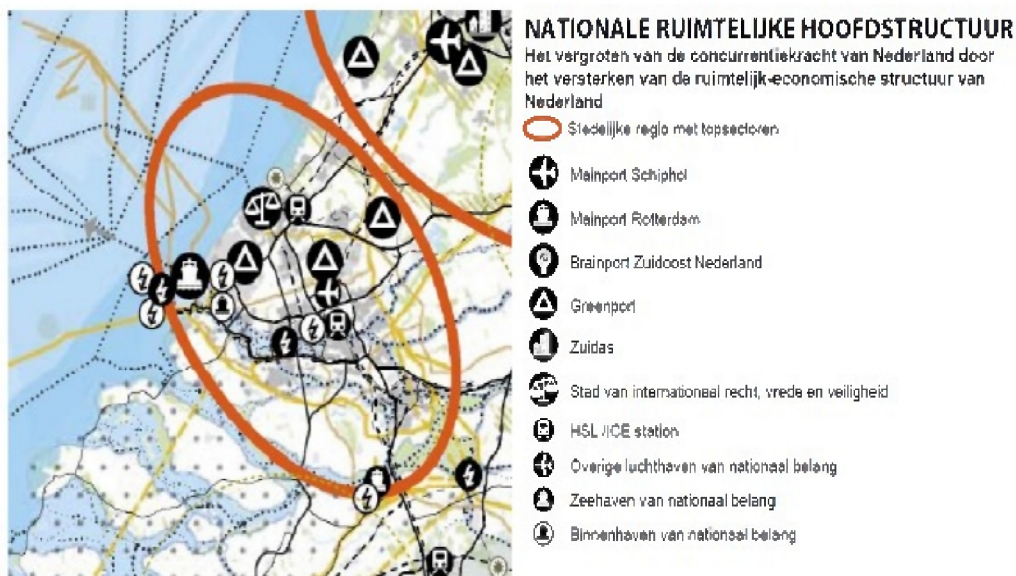 NATIONALE RUIMTELIJKE HOOFDSTRUCTUUR
Het vergroten van de concurrentiekracht van Nederland door
het versterken van de ruimtelijk-economische structuur van
Nederland
Stedelijke regio met topsectoren
Mainport Schiphol
Mainport Rotterdam
Brainport Zuidoost Nederland
Greenport
Zuidas
Stad van internationaal recht, vrede en veiligheid
HSL /ICE station
Overige luchthaven van nationaal belang
Zeehaven van nationaal belang
Binnenhaven van nationaal belang